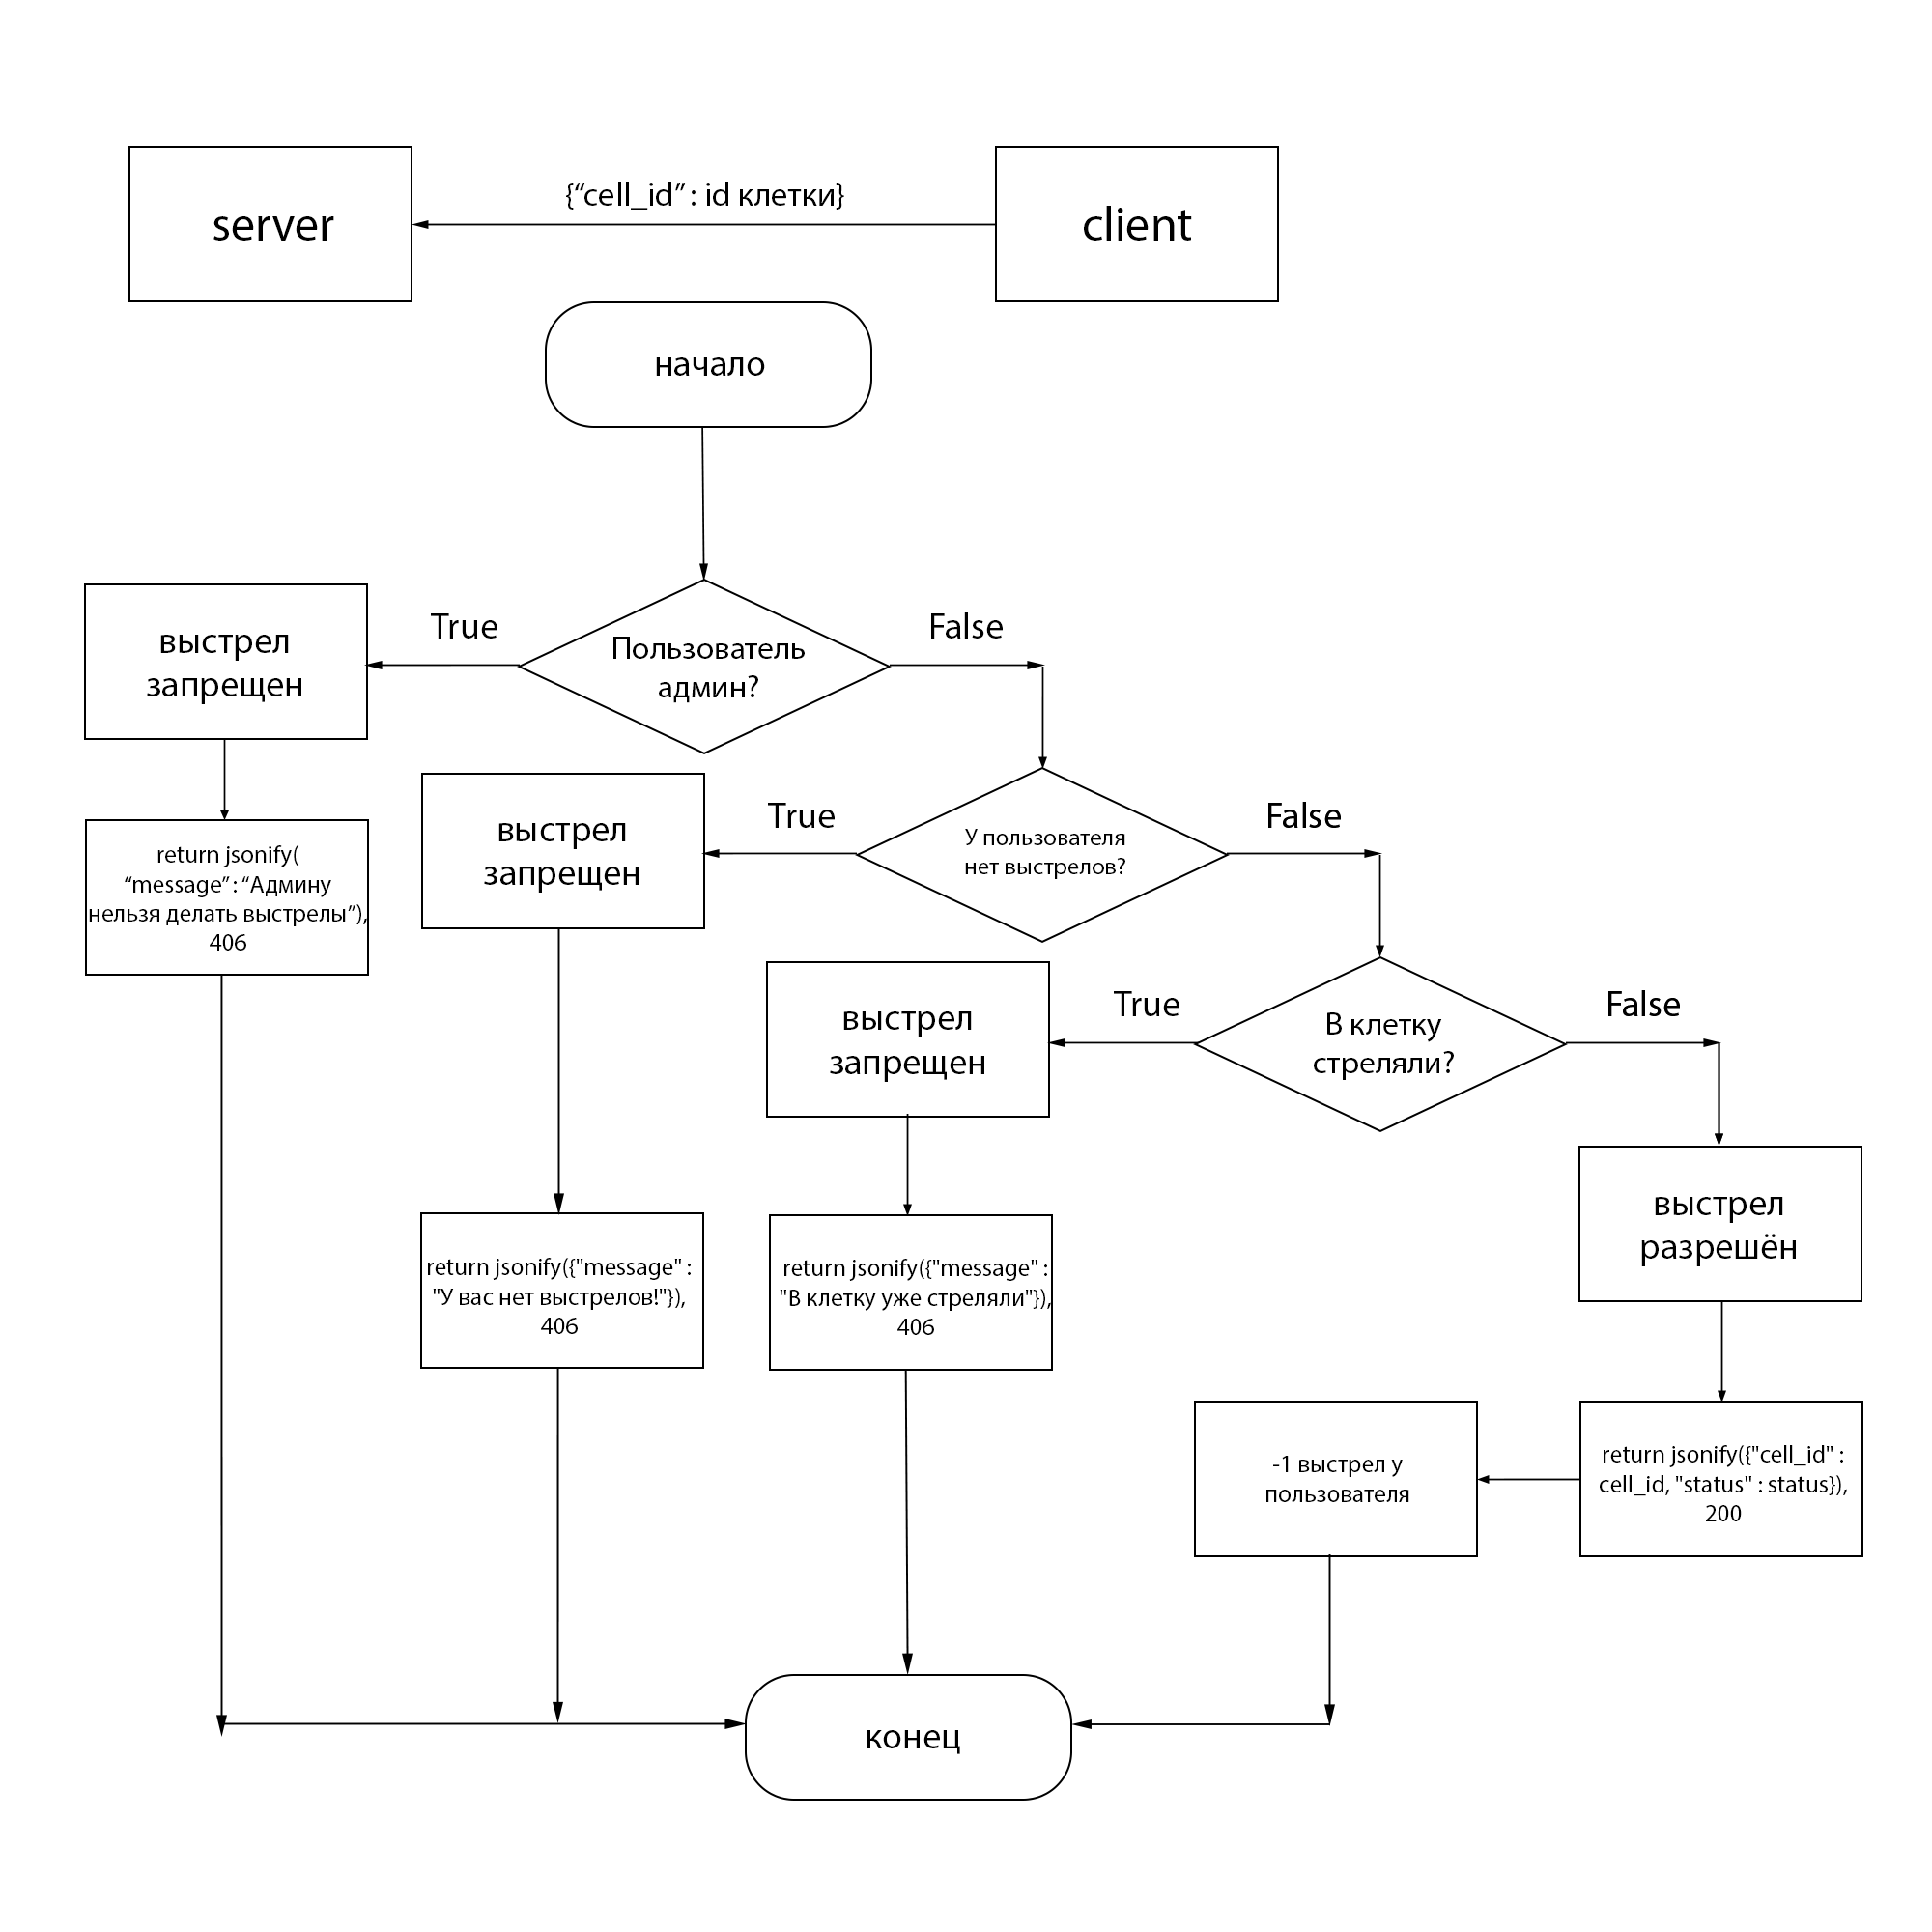 server
{“cell_id” : id клетки}
client
начало
True
Пользователь
админ?
False
выстрел
запрещен
return jsonify(
“message” : “Админу
нельзя делать выстрелы”),
406
True
У пользователя
нет выстрелов?
False
выстрел
запрещен
return jsonify({"message" :
"У вас нет выстрелов!"}),
406
True
В клетку
стреляли?
False
выстрел
запрещен
return jsonify({"message" :
"В клетку уже стреляли"}),
406
выстрел
разрешён
return jsonify({"cell_id" :
cell_id, "status" : status}),
200
-1 выстрел у
пользователя
конец